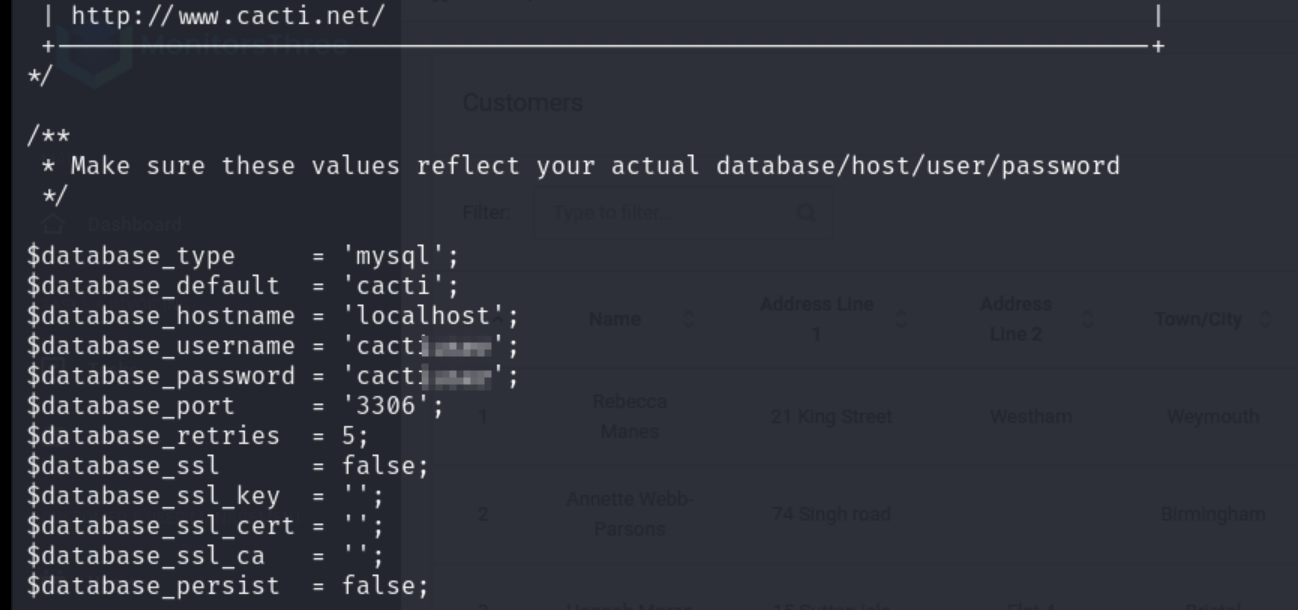 | http://www.cacti.net/ |
+ +
*/
/**
* Make sure these values reflect your actual database/host/user/password
*/
$database_type = 'mysql';
$database_default = 'cacti';
$database_hostname = 'localhost';
$database_username = 'cacti ';
$database_password = 'cacti ';
$database_port = '3306';
$database_retries = 5;
$database_ssl = false;
$database_ssl_key = '';
$database_ssl_cert = '';
$database_ssl_ca = '';
$database_persist = false;
MonitorsThree
Customers
Dashboard
Filter: Type to filter...
Name Address Line 1 Address Line 2 Town/City
1 Rebecca Manes 21 King Street Westham Weymouth
2 Annette Webb-Parsons 74 Singh road Birmingham